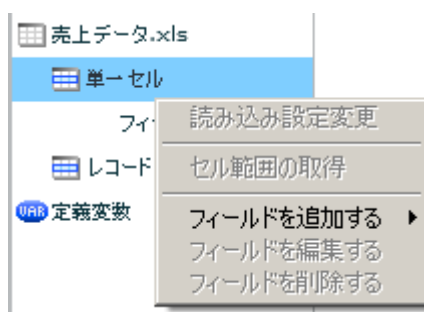 売上データ.xls
単一セル
フィー
読み込み設定変更
レコード
セル範囲の取得
VAR 定義変数
フィールドを追加する
フィールドを編集する
フィールドを削除する